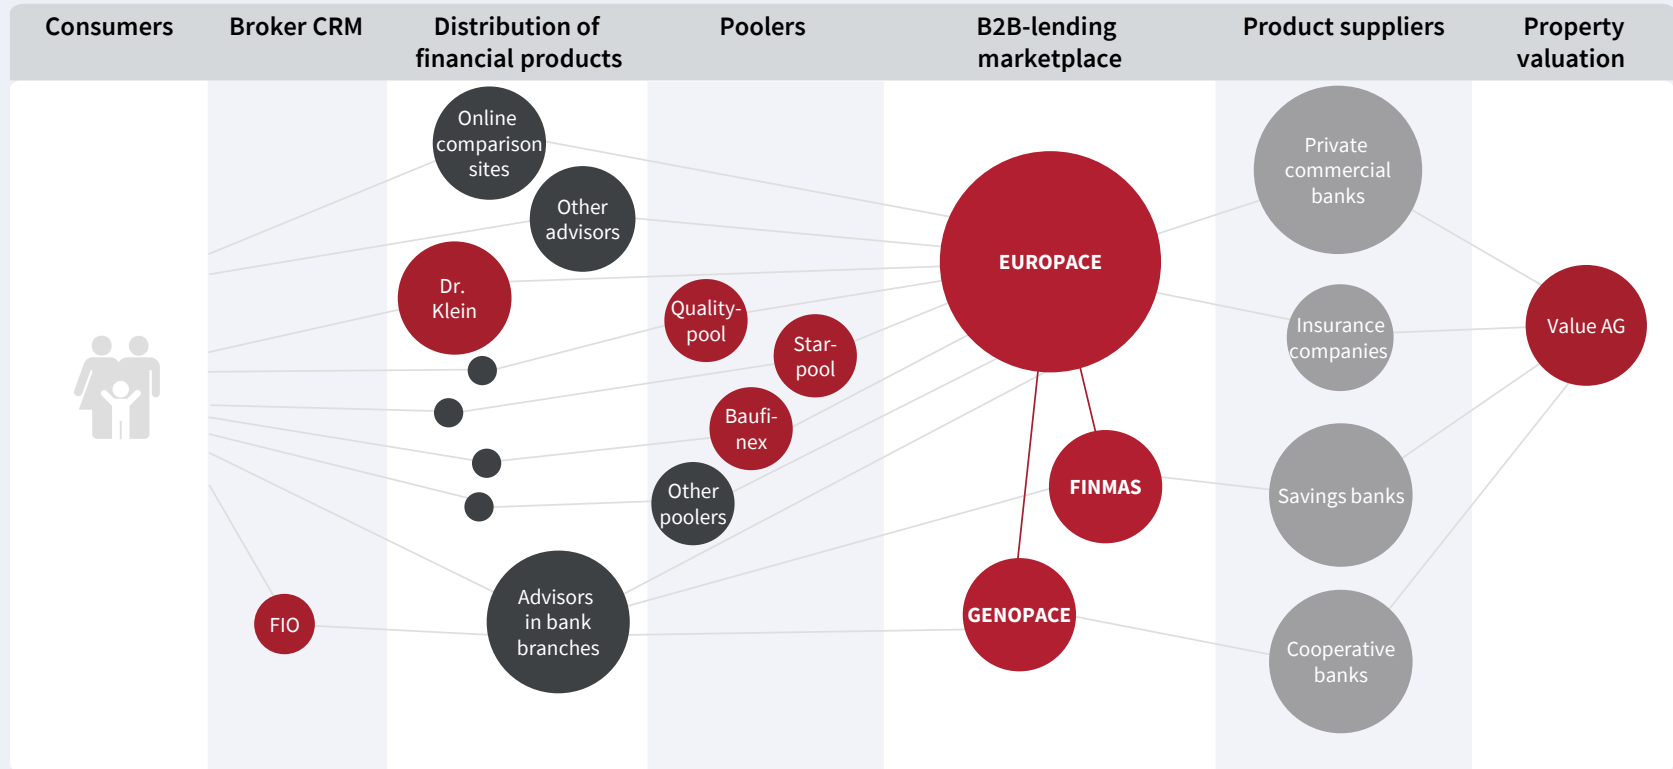 Consumers
Broker CRM
Distribution of
financial products
Poolers
B2B-lending
marketplace
Product suppliers
Property
valuation
Online
comparison
sites
Other
advisors
Dr.
Klein
Quality-
pool
Star-
pool
Baufi-
nex
Other
poolers
Advisors
in bank
branches
FIO
EUROPACE
FINMAS
GENOPACE
Private
commercial
banks
Insurance
companies
Savings banks
Cooperative
banks
Value AG